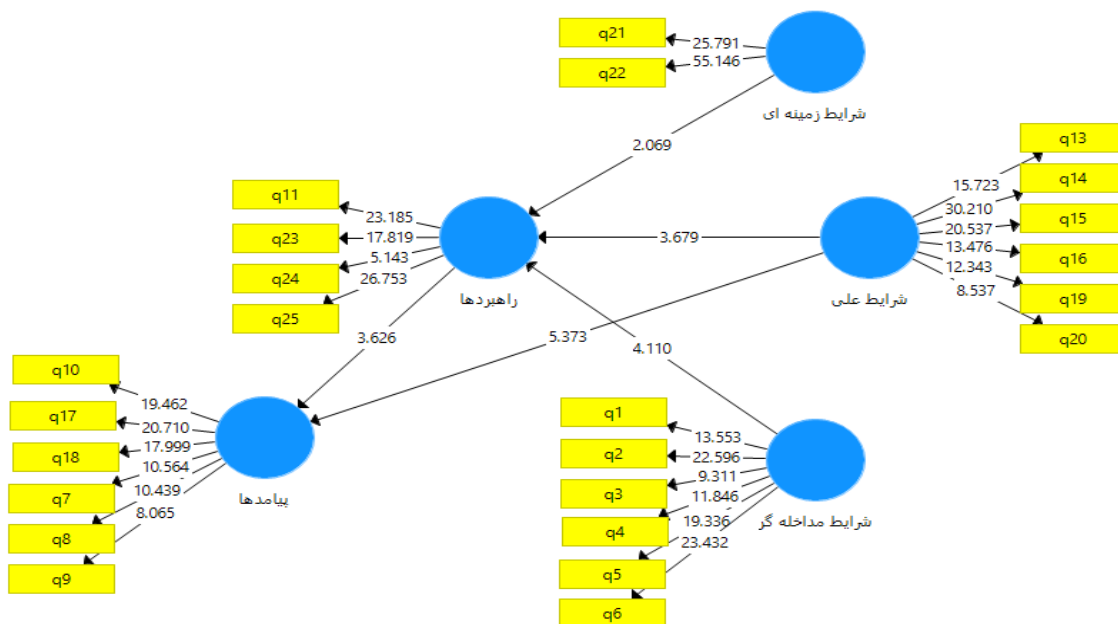 q21
25.791
q22
55.146
شرایط زمینه ای
2.069
q13
q14
q15
q16
q19
q20
15.723
30.210
20.537
13.476
12.343
8.537
شرایط علی
3.679
q11
q23
q24
q25
23.185
17.819
5.143
26.753
راهبردها
3.626
5.373
4.110
q10
q17
q18
q7
q8
q9
19.462
20.710
17.999
10.564
10.439
8.065
پیامدها
q1
q2
q3
q4
q5
q6
13.553
22.596
9.311
11.846
19.336
23.432
شرایط مداخله گر